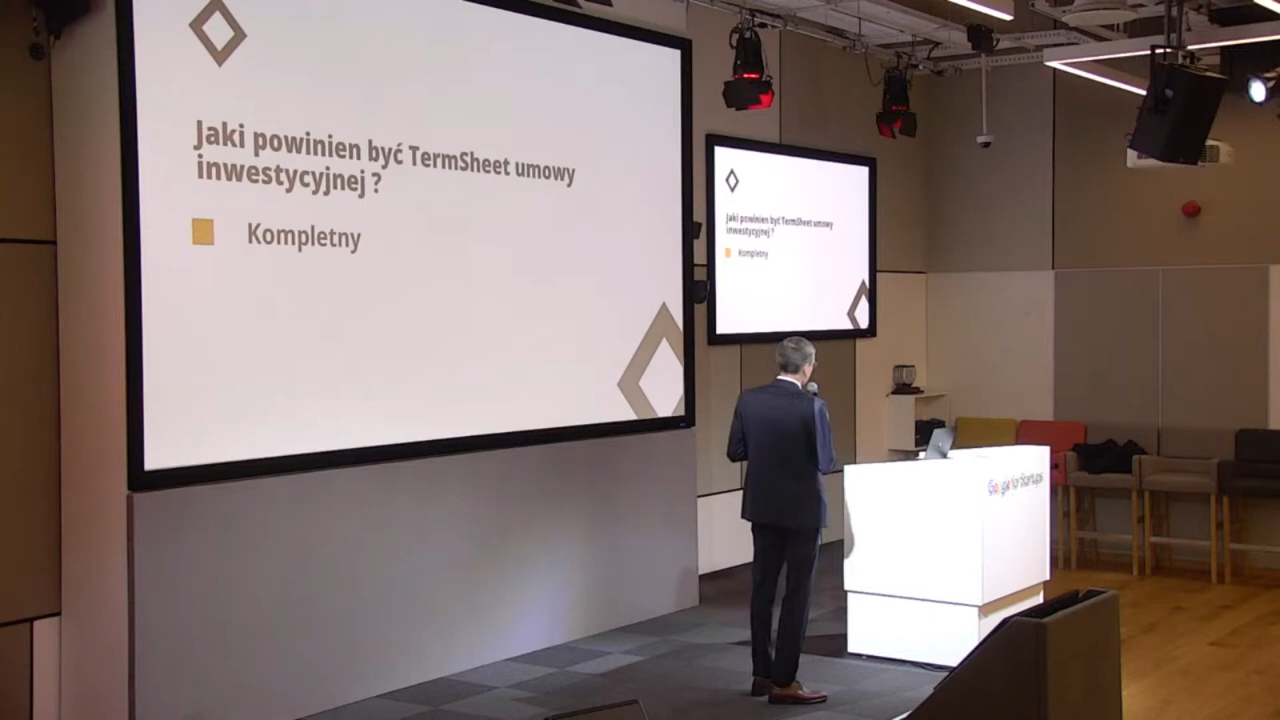 Jaki powinien być TermSheet umowy
inwestycyjnej ?
Kompletny
Jaki powinien być TermSheet umowy
inwestycyjnej ?
Kompletny
Google for Startups